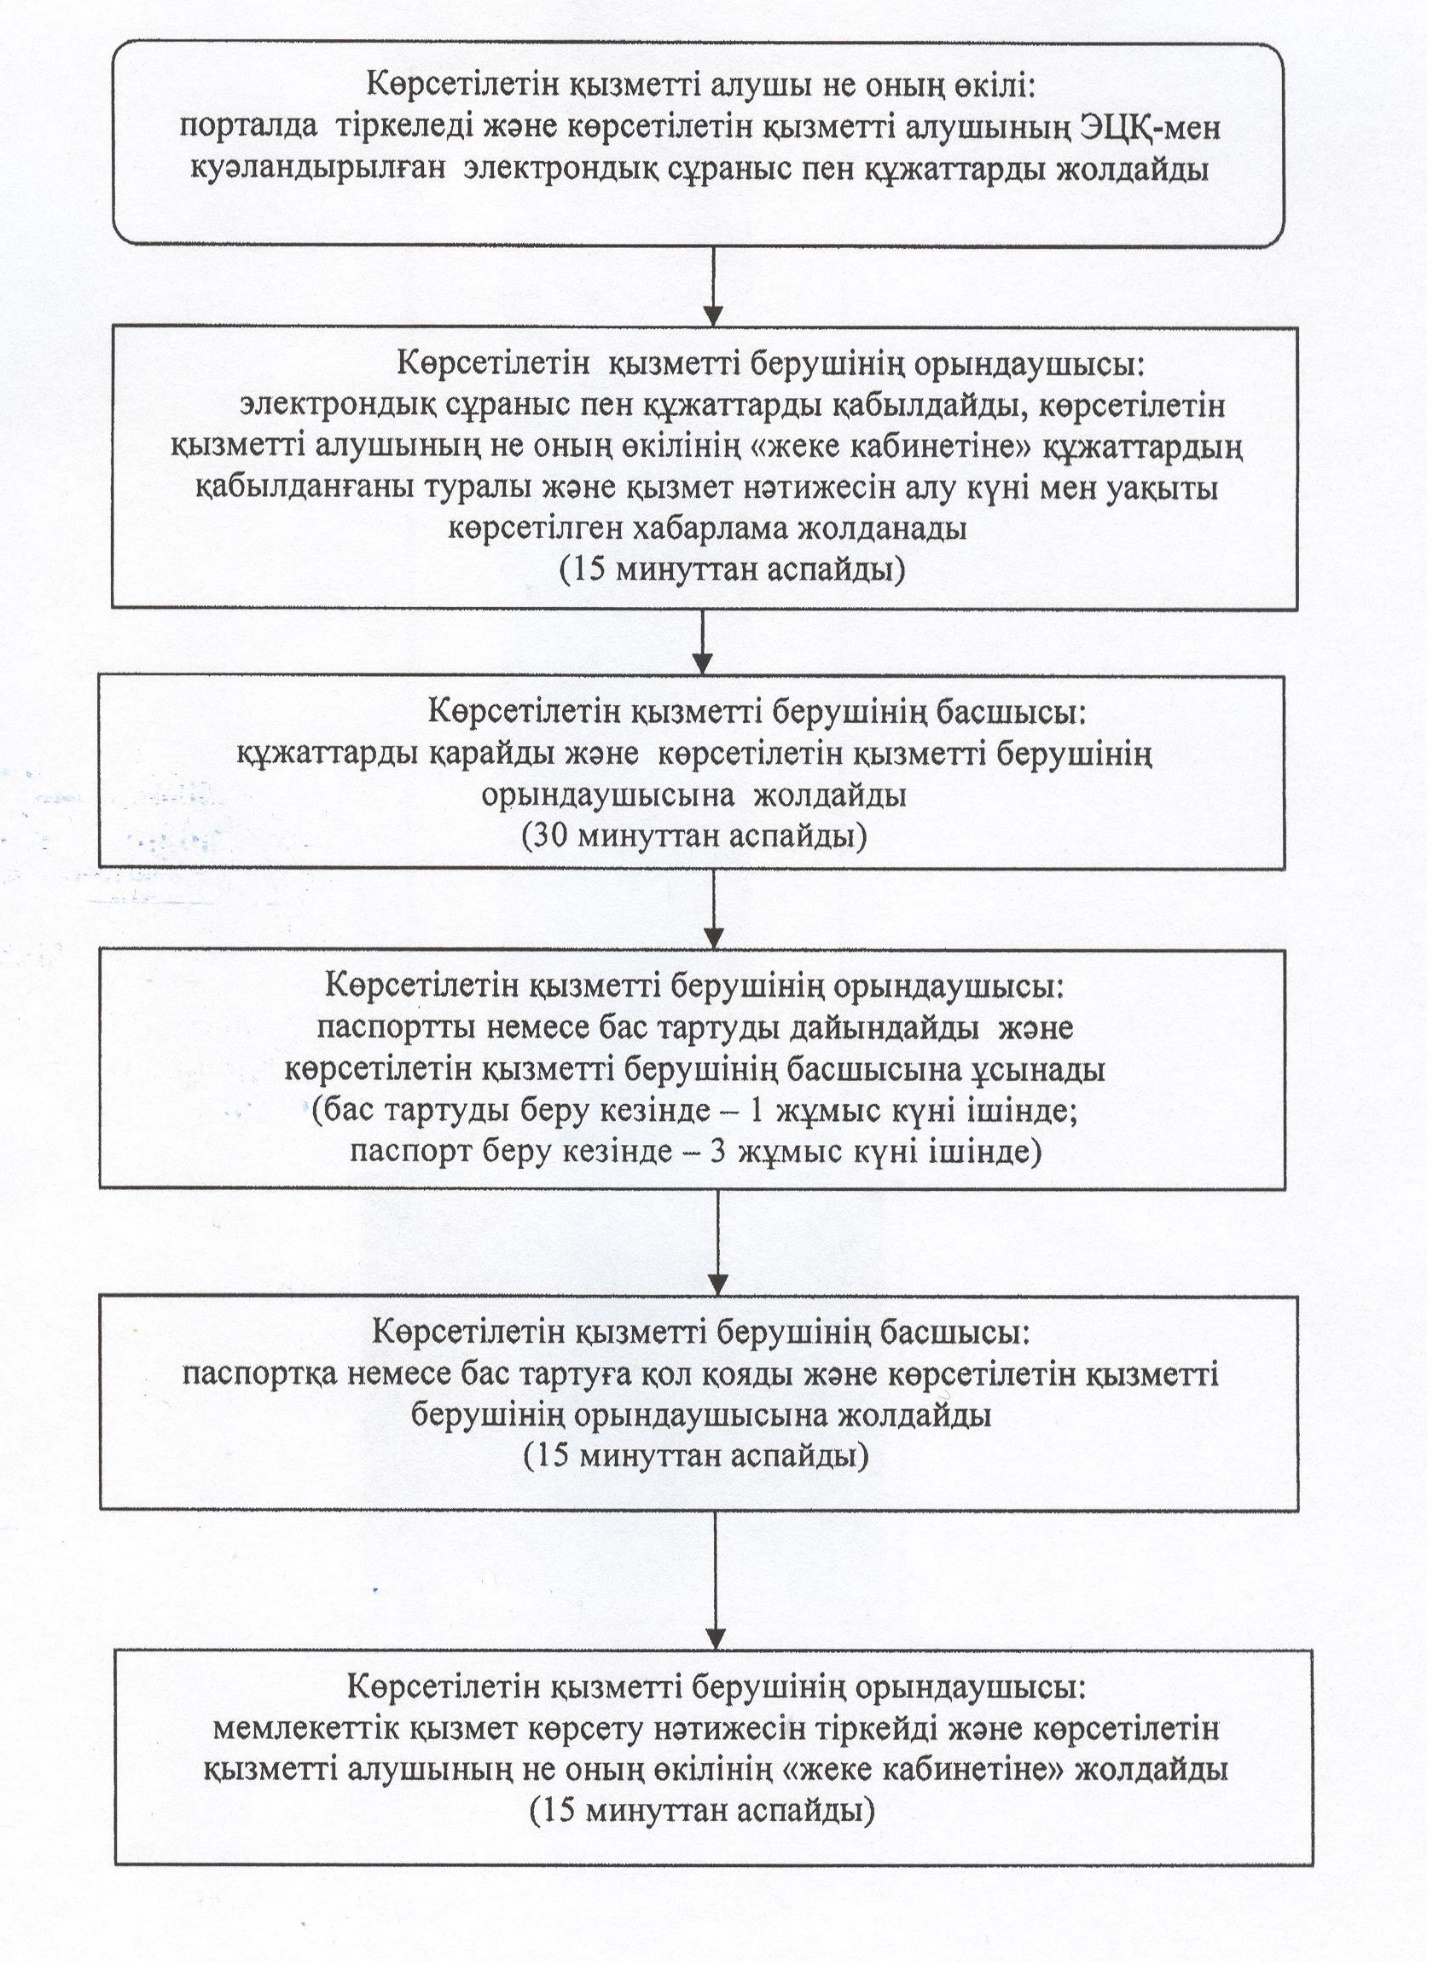 Көрсетілетін қызметті алушы не оның өкілі:
порталда тіркеледі және көрсетілетін қызметті алушының ЭЦҚ-мен
куәландырылған электрондық сұраныс пен құжаттарды жолдайды
Көрсетілетін қызметті берушінің орындаушысы:
электрондық сұраныс пен құжаттарды қабылдайды, көрсетілетін
қызметті алушының не оның өкілінің «жеке кабинетіне» құжаттардың
қабылданғаны туралы және қызмет нәтижесін алу күні мен уақыты
көрсетілген хабарлама жолданады
(15 минуттан аспайды)
Көрсетілетін қызметті берушінің басшысы:
құжаттарды қарайды және көрсетілетін қызметті берушінің
орындаушысына жолдайды
(30 минуттан аспайды)
Көрсетілетін қызметті берушінің орындаушысы:
паспортты немесе бас тартуды дайындайды және
көрсетілетін қызметті берушінің басшысына ұсынады
(бас тартуды беру кезінде – 1 жұмыс күні ішінде;
паспорт беру кезінде – 3 жұмыс күні ішінде)
Көрсетілетін қызметті берушінің басшысы:
паспортқа немесе бас тартуға қол қояды және көрсетілетін қызметті
берушінің орындаушысына жолдайды
(15 минуттан аспайды)
Көрсетілетін қызметті берушінің орындаушысы:
мемлекеттік қызмет көрсету нәтижесін тіркейді және көрсетілетін
қызметті алушының не оның өкілінің «жеке кабинетіне» жолдайды
(15 минуттан аспайды)